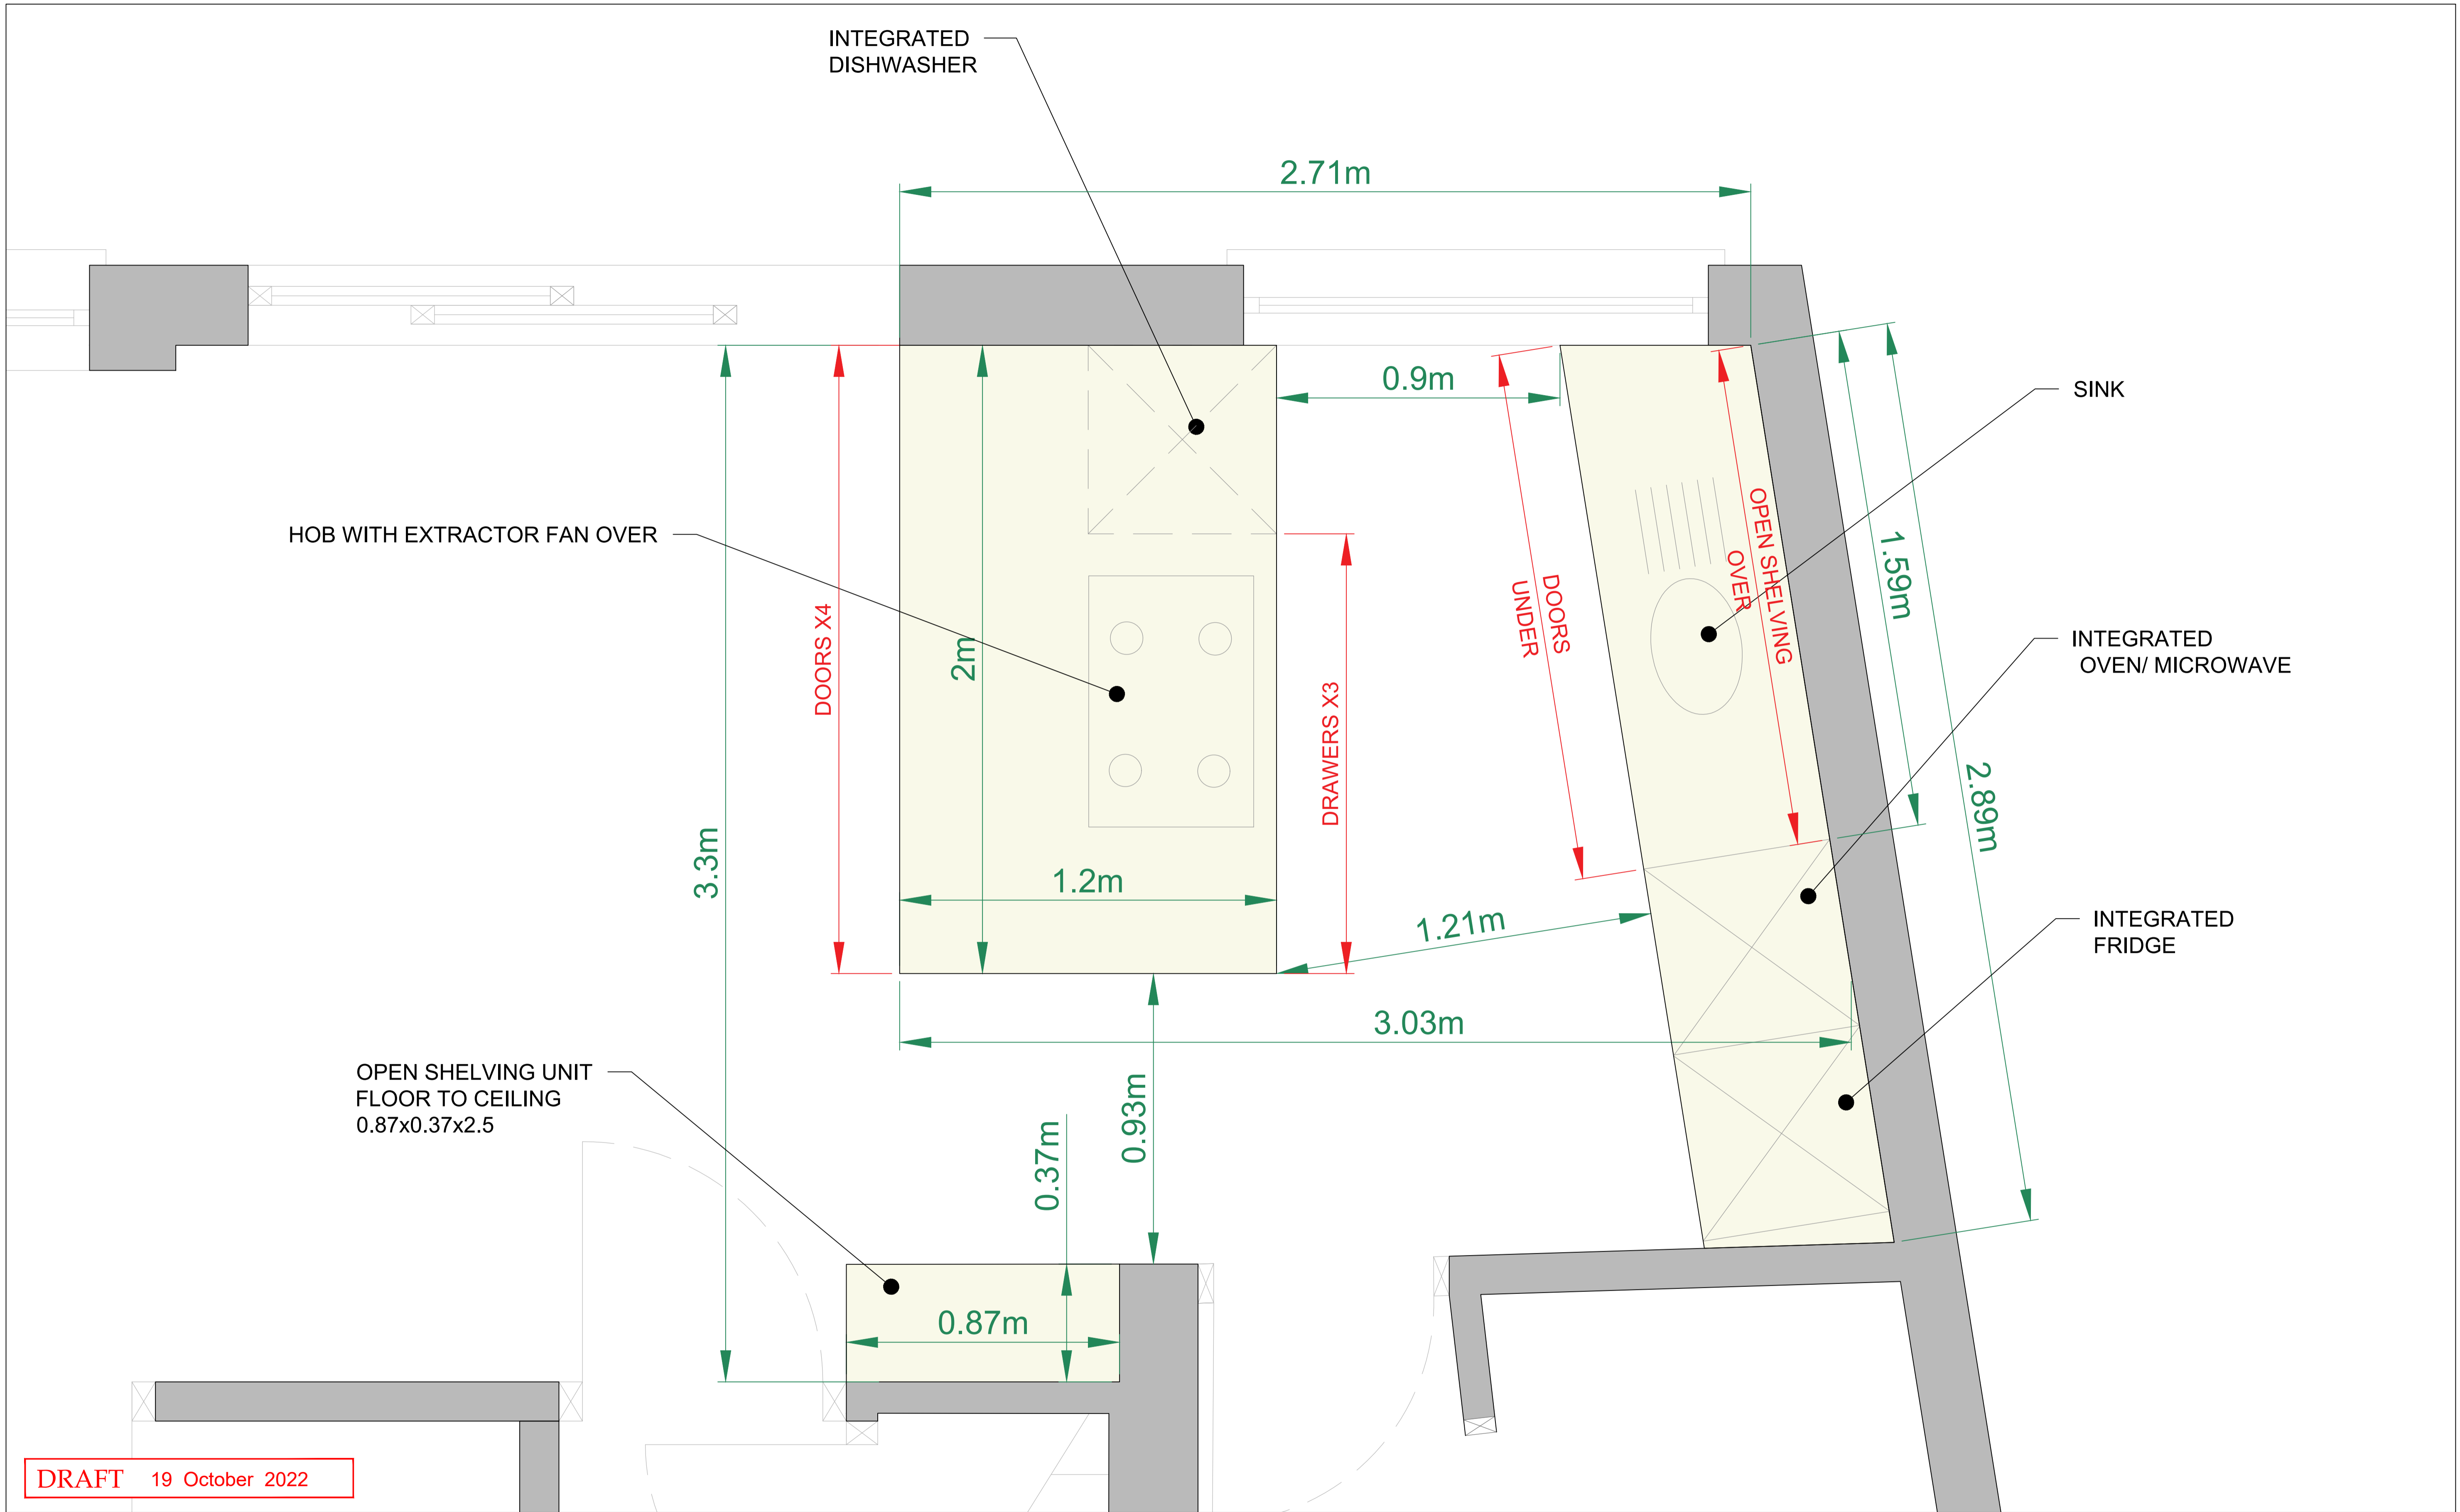 INTEGRATED
DISHWASHER
2.71m
0.9m
SINK
HOB WITH EXTRACTOR FAN OVER
DOORS X4
2m
DRAWERS X3
DOORS
UNDER
OPEN SHELVING
OVER
1.59m
2.89m
INTEGRATED
OVEN/ MICROWAVE
3.3m
1.2m
1.21m
INTEGRATED
FRIDGE
3.03m
OPEN SHELVING UNIT
FLOOR TO CEILING
0.87x0.37x2.5
0.37m
0.93m
0.87m
DRAFT 19 October 2022